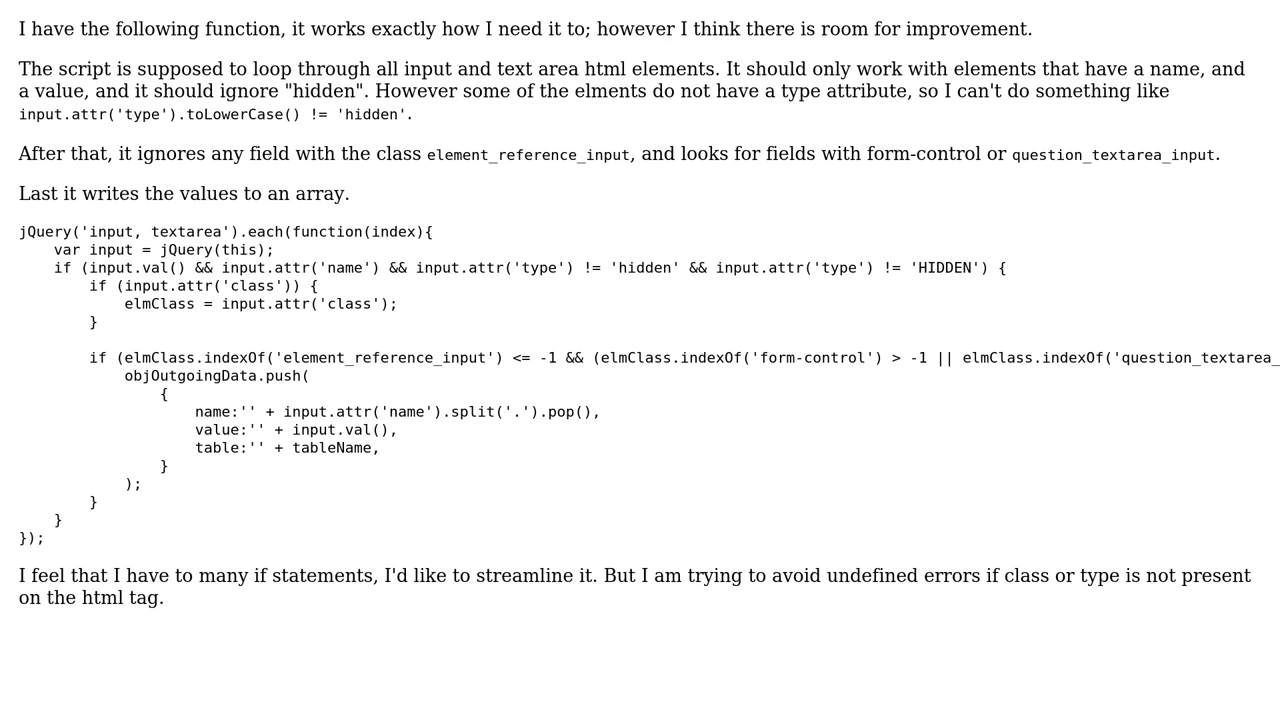 I have the following function, it works exactly how I need it to; however I think there is room for improvement.
The script is supposed to loop through all input and text area html elements. It should only work with elements that have a name, and
a value, and it should ignore "hidden". However some of the elments do not have a type attribute, so I can't do something like
input.attr('type').toLowerCase() != 'hidden'.
After that, it ignores any field with the class element_reference_input, and looks for fields with form-control or question_textarea_input.
Last it writes the values to an array.
jQuery('input, textarea').each(function(index){
    var input = jQuery(this);
    if (input.val() && input.attr('name') && input.attr('type') != 'hidden' && input.attr('type') != 'HIDDEN') {
        if (input.attr('class')) {
            elmClass = input.attr('class');
        }
        if (elmClass.indexOf('element_reference_input') <= -1 && (elmClass.indexOf('form-control') > -1 || elmClass.indexOf('question_textarea_
            objOutgoingData.push(
                {
                    name:'' + input.attr('name').split('.').pop(),
                    value:'' + input.val(),
                    table:'' + tableName,
                }
            );
        }
    }
});
I feel that I have to many if statements, I'd like to streamline it. But I am trying to avoid undefined errors if class or type is not present
on the html tag.